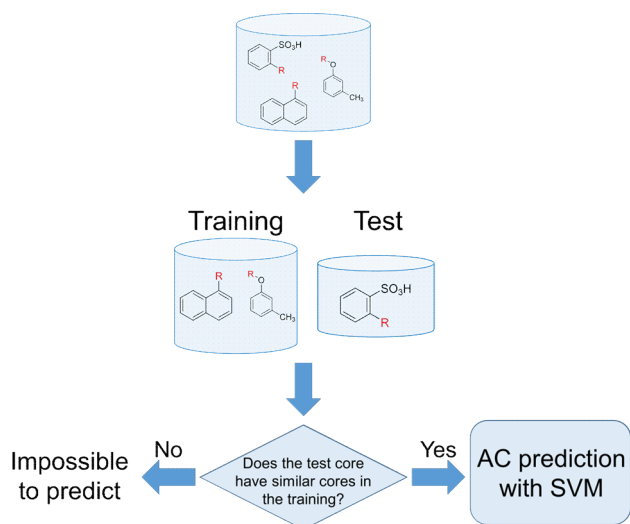 SO₃H
R
R
O
CH₃
R
Training
Test
R
R
O
CH₃
SO₃H
R
No
Yes
Impossible
to predict
Does the test core
have similar cores in
the training?
AC prediction
with SVM